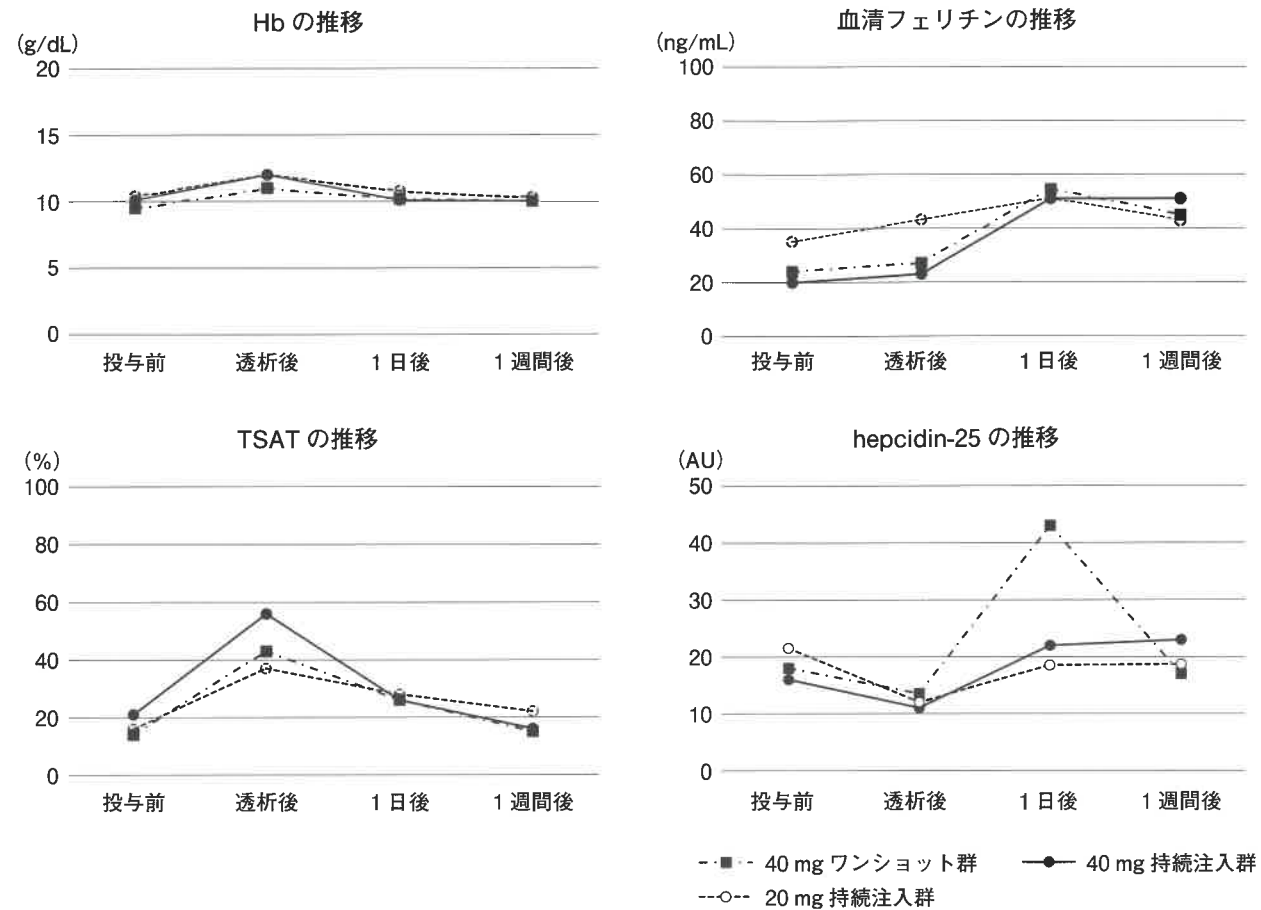 Hb の推移
(g/dL)
20
15
10
5
0
投与前 透析後 1日後 1週間後
血清フェリチンの推移
(ng/mL)
100
80
60
40
20
0
投与前 透析後 1日後 1週間後
TSAT の推移
(%)
100
80
60
40
20
0
投与前 透析後 1日後 1週間後
hepcidin-25 の推移
(AU)
50
40
30
20
10
0
投与前 透析後 1日後 1週間後
40 mg ワンショット群 40 mg 持続注入群
20 mg 持続注入群